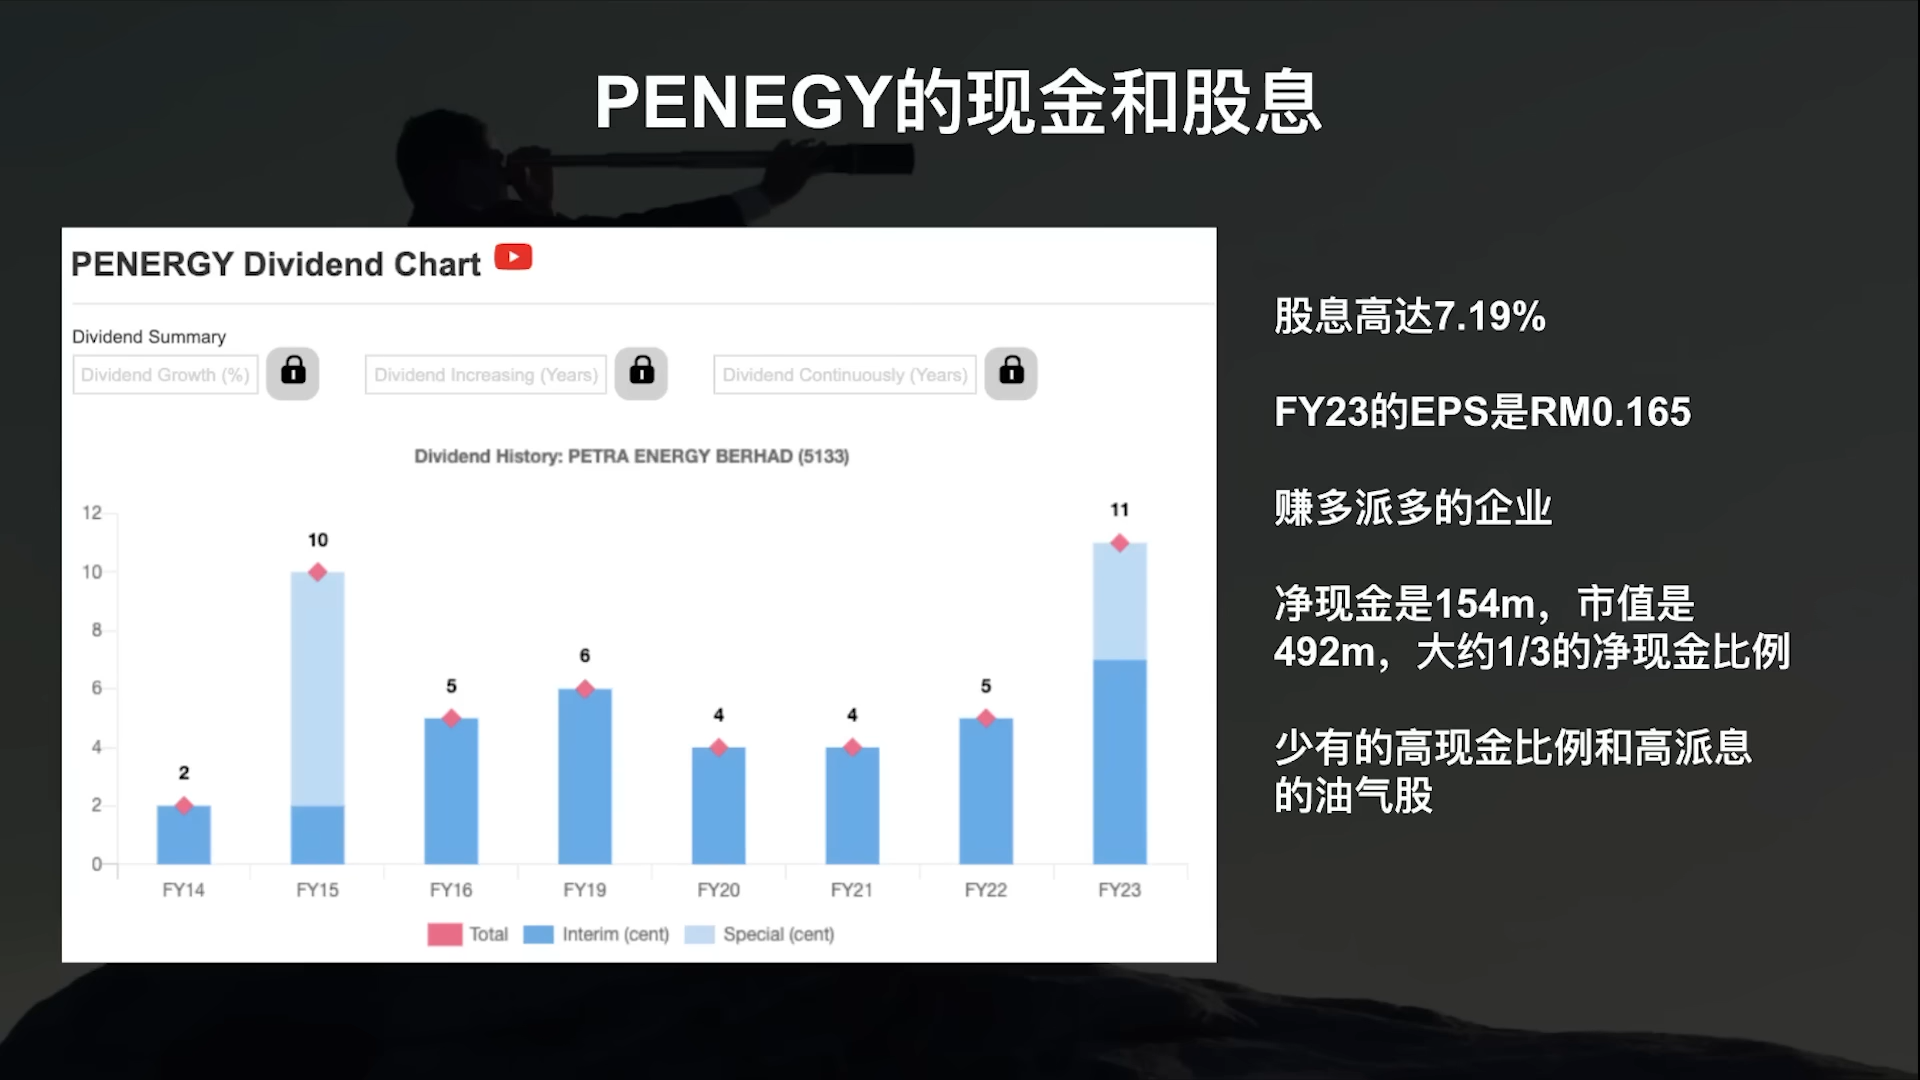 PENEGY的现金和股息
PENERGY Dividend Chart
Dividend Summary
Dividend Growth (%)
Dividend Increasing (Years)
Dividend Continuously (Years)
Dividend History: PETRA ENERGY BERHAD (5133)
12
10
8
6
4
2
0
2
10
5
6
4
4
5
11
FY14
FY15
FY16
FY19
FY20
FY21
FY22
FY23
Total
Interim (cent)
Special (cent)
股息高达7.19%
FY23的EPS是RM0.165
赚多派多的企业
净现金是154m，市值是
492m，大约1/3的净现金比例
少有的高现金比例和高派息
的油气股